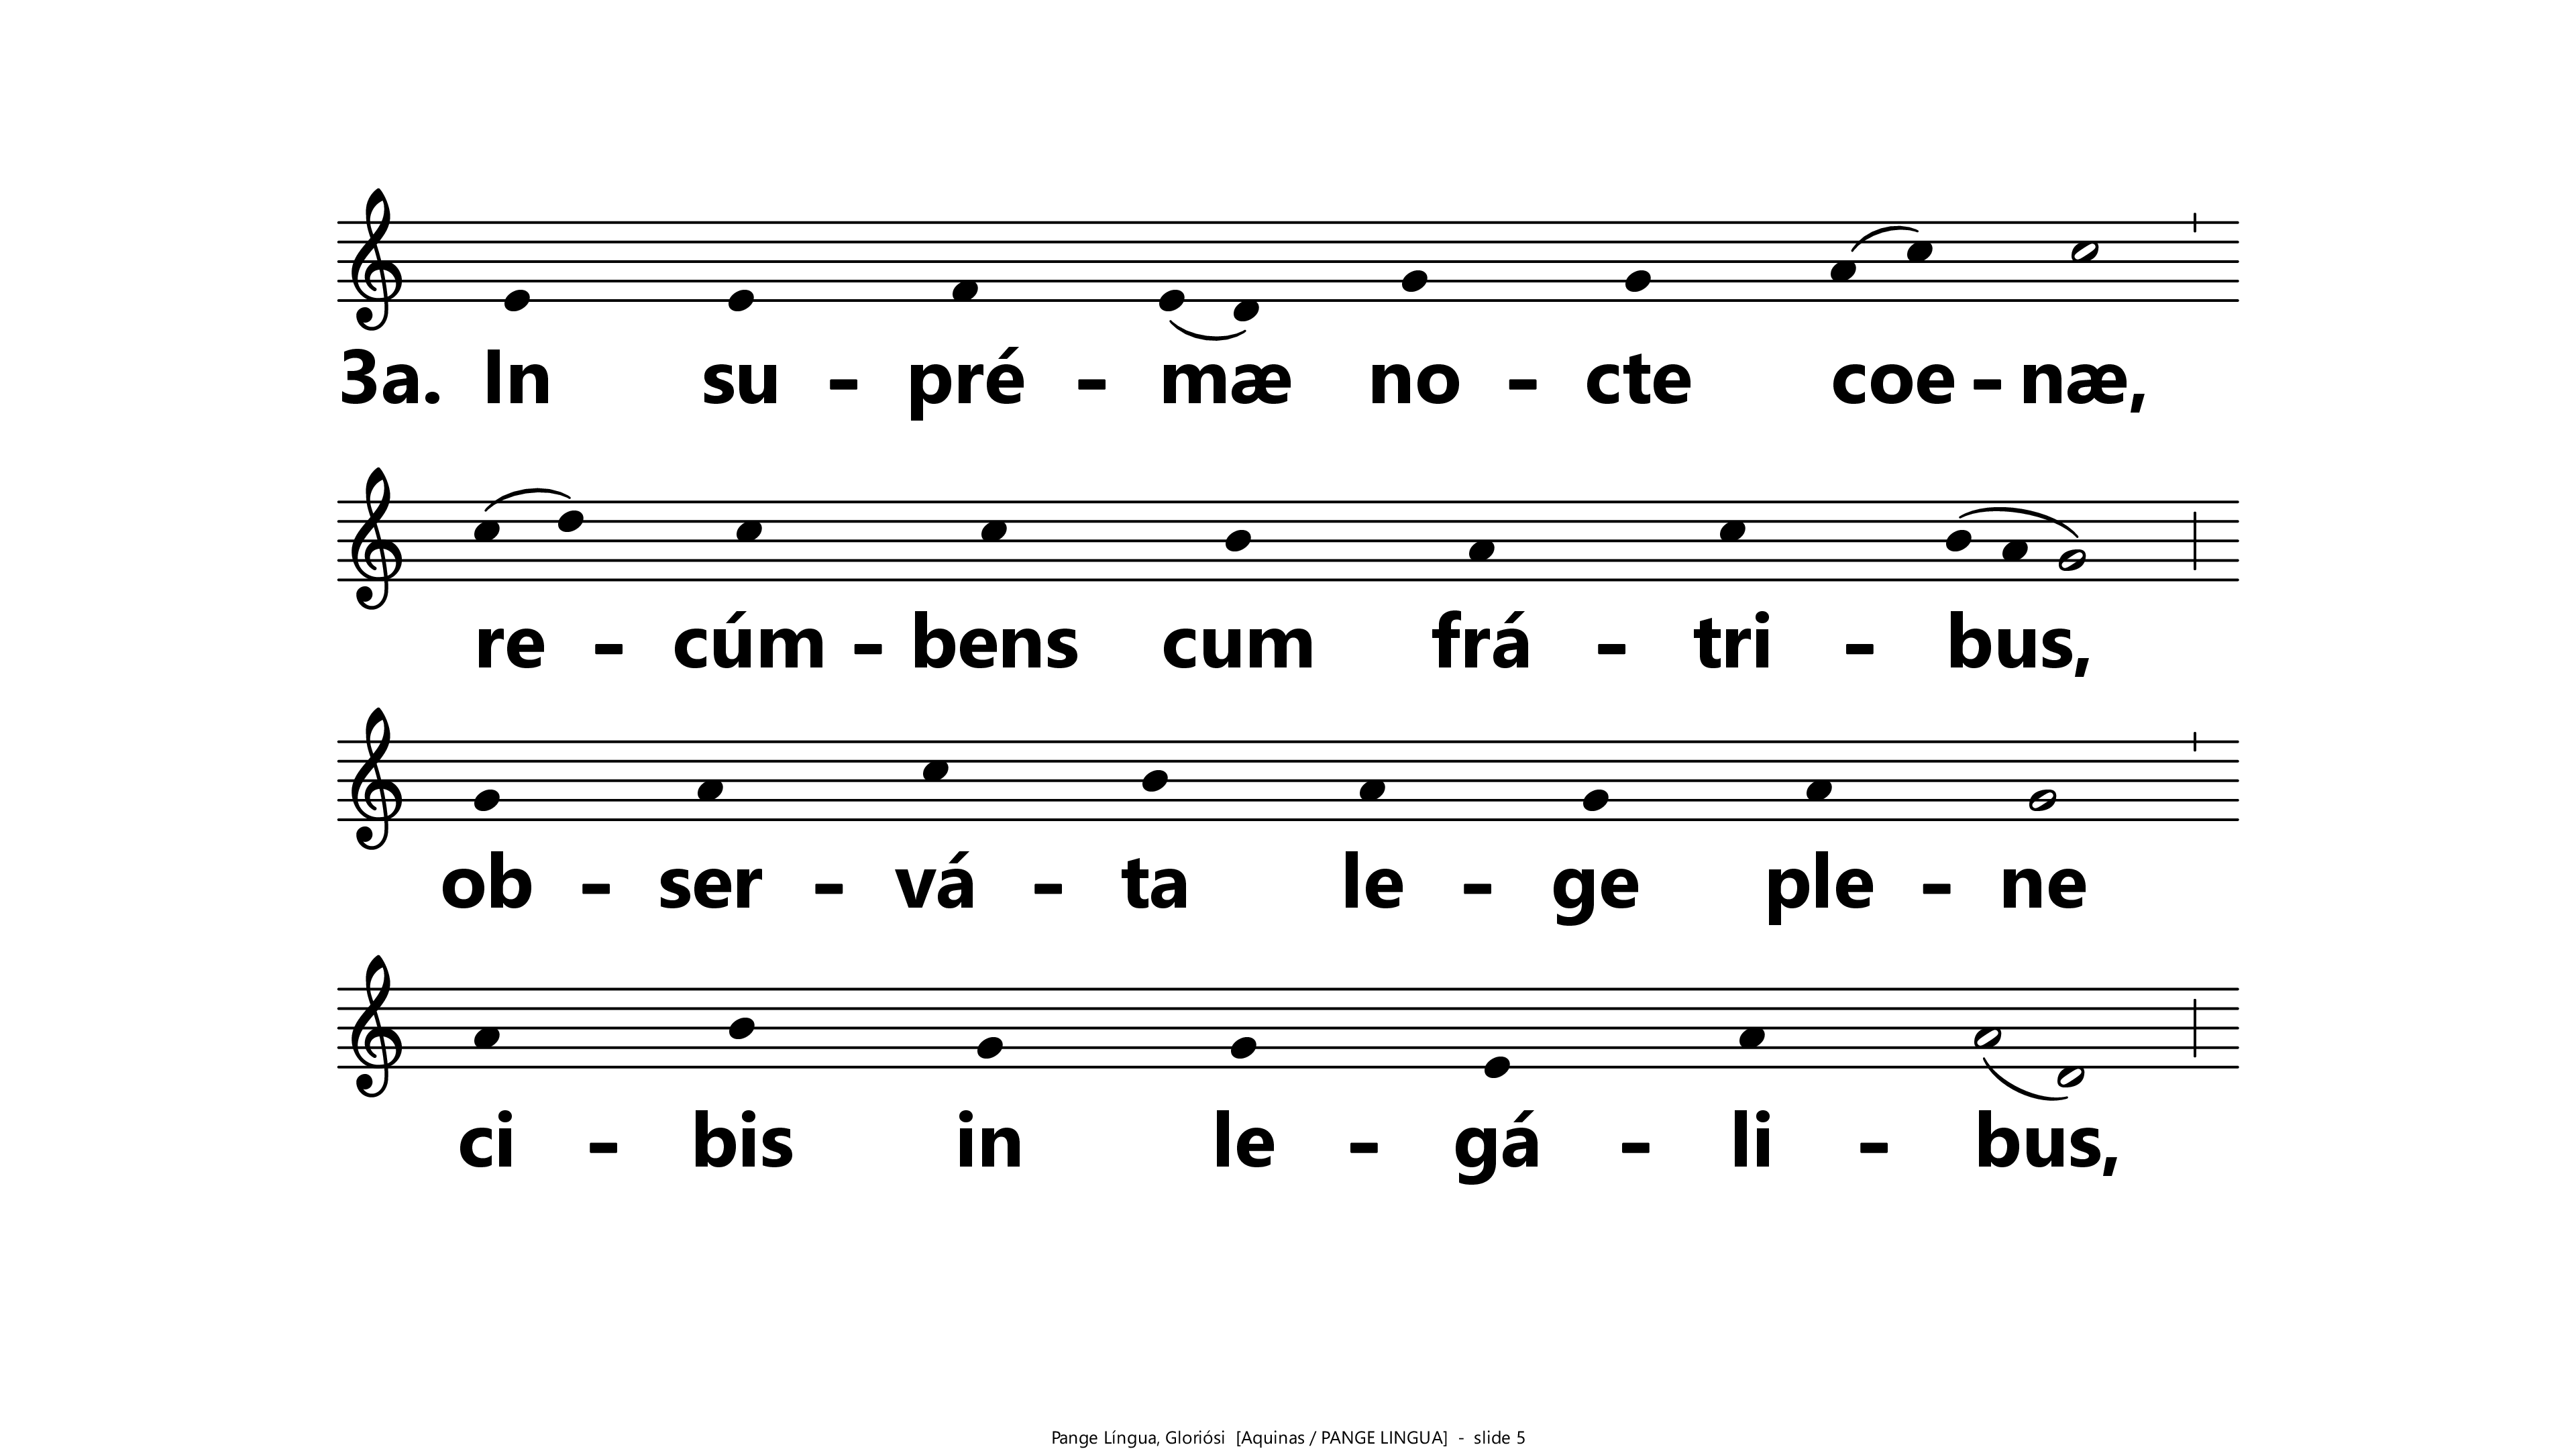 3a. In su - pré - mæ no - cte coe - næ,
re - cúm - bens cum frá - tri - bus,
ob - ser - vá - ta le - ge ple - ne
ci - bis in le - gá - li - bus,
Pange Língua, Gloriósi [Aquinas / PANGE LINGUA] - slide 5